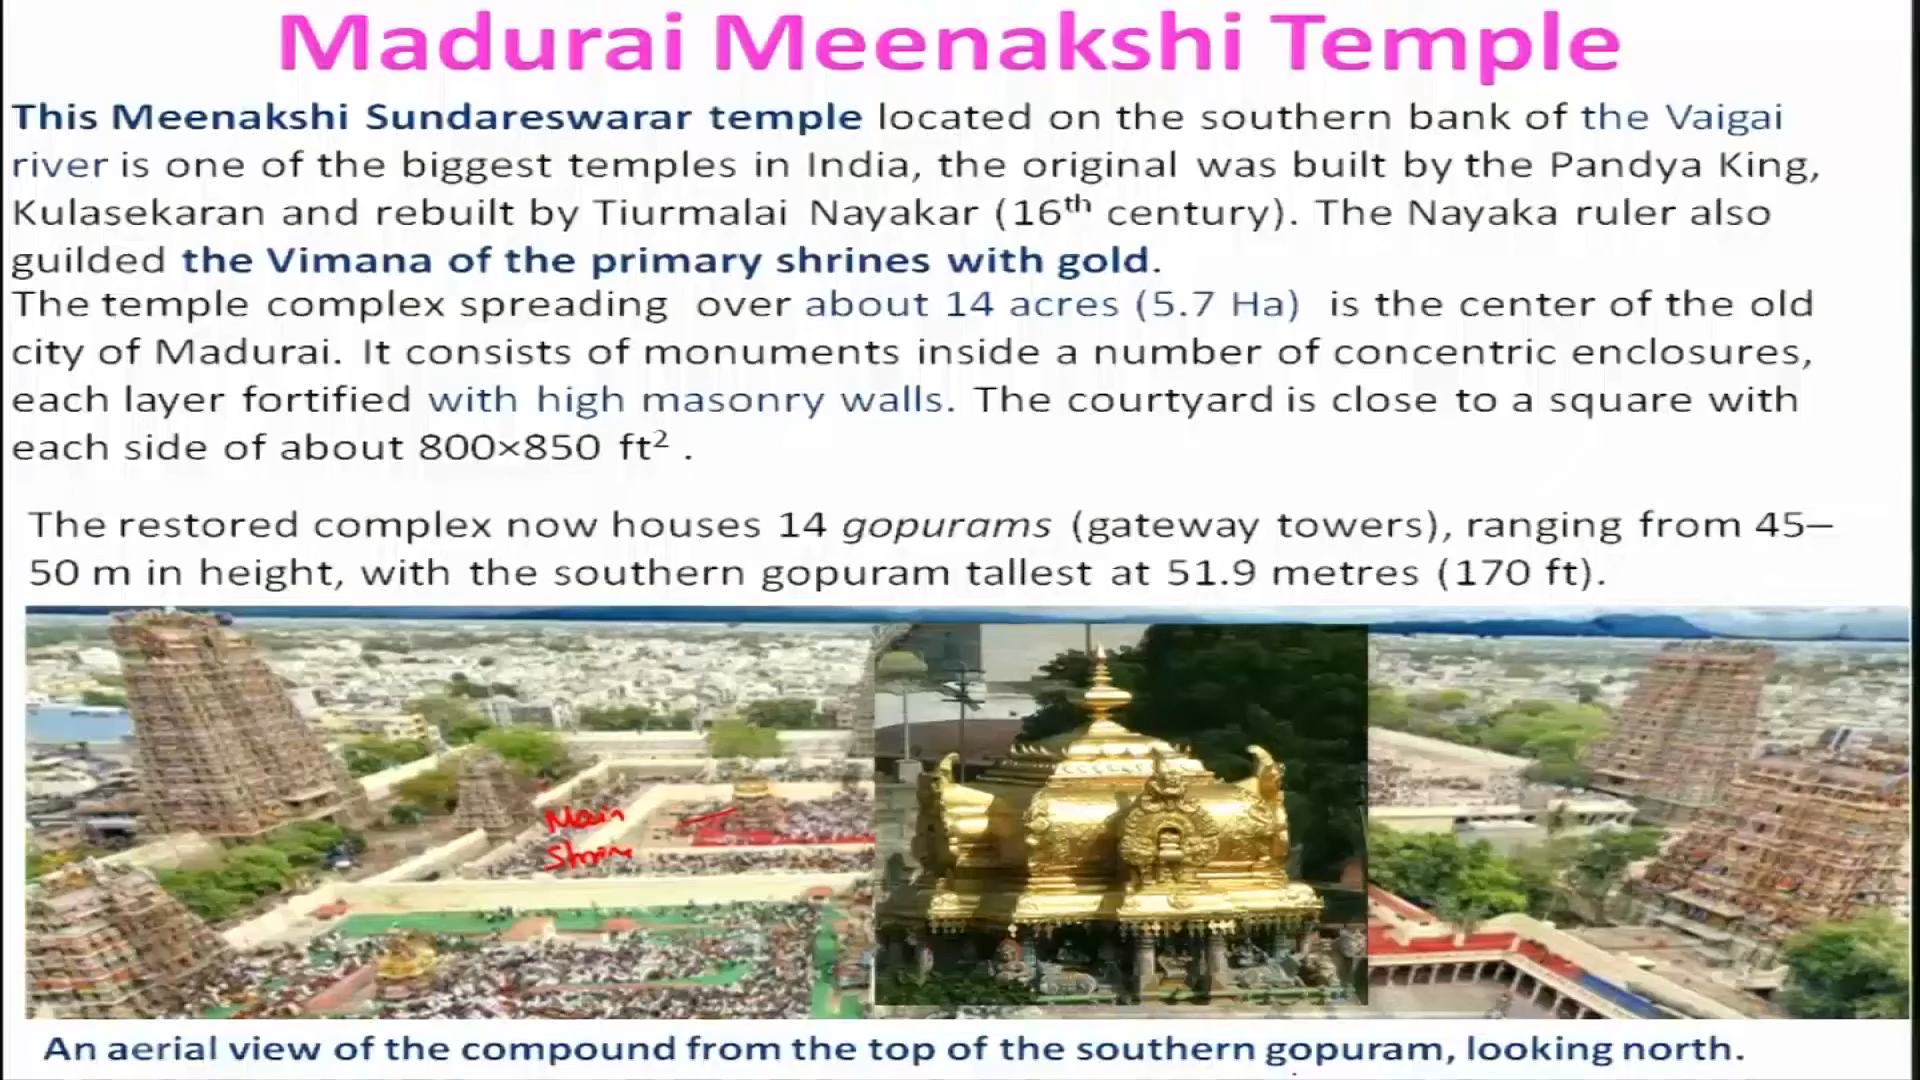 Madurai Meenakshi Temple
This Meenakshi Sundareswarar temple located on the southern bank of the Vaigai
river is one of the biggest temples in India, the original was built by the Pandya King,
Kulasekaran and rebuilt by Tiurmalai Nayakar (16th century). The Nayaka ruler also
guilded the Vimana of the primary shrines with gold.
The temple complex spreading over about 14 acres (5.7 Ha) is the center of the old
city of Madurai. It consists of monuments inside a number of concentric enclosures,
each layer fortified with high masonry walls. The courtyard is close to a square with
each side of about 800×850 ft² .
The restored complex now houses 14 gopurams (gateway towers), ranging from 45–
50 m in height, with the southern gopuram tallest at 51.9 metres (170 ft).
Main
Shrine
An aerial view of the compound from the top of the southern gopuram, looking north.